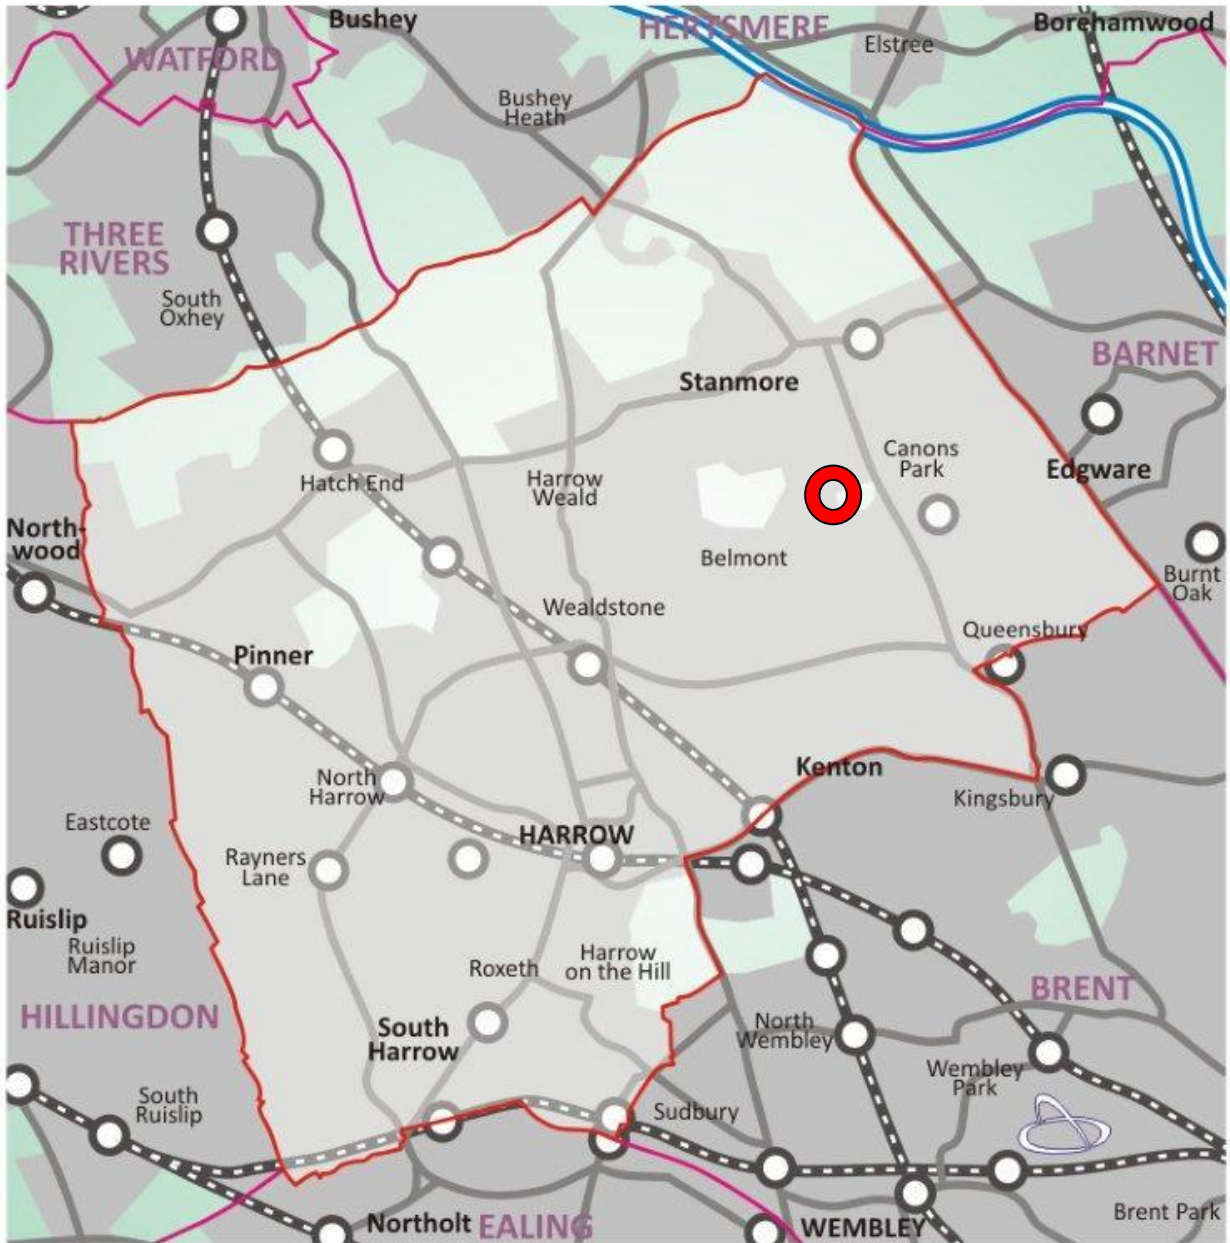 Bushey
HERTSMERE
Borehamwood
WATFORD
Elstree
Bushey
Heath
THREE
RIVERS
South
Oxhey
BARNET
Stanmore
Canons
Park
Edgware
Hatch End
Harrow
Weald
North-
wood
Belmont
Burnt
Oak
Wealdstone
Queensbury
Pinner
North
Harrow
Kenton
Kingsbury
Eastcote
HARROW
Rayners
Lane
Ruislip
Ruislip
Manor
Roxeth
Harrow
on the Hill
BRENT
HILLINGDON
South
Harrow
North
Wembley
Wembley
Park
South
Ruislip
Sudbury
Northolt
EALING
WEMBLEY
Brent Park